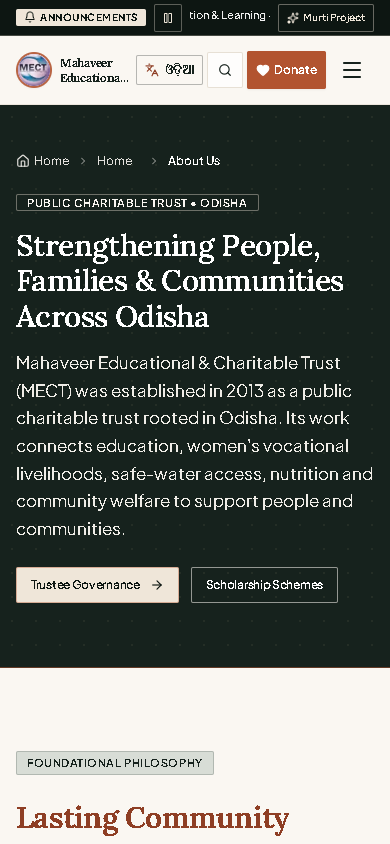 ANNOUNCEMENTS
tion & Learning ·
Murti Project
MECT
Mahaveer
Educationa...
ଓଡ଼ିଆ
Donate
Home > Home > About Us
PUBLIC CHARITABLE TRUST • ODISHA
Strengthening People,
Families & Communities
Across Odisha
Mahaveer Educational & Charitable Trust
(MECT) was established in 2013 as a public
charitable trust rooted in Odisha. Its work
connects education, women's vocational
livelihoods, safe-water access, nutrition and
community welfare to support people and
communities.
Trustee Governance →
Scholarship Schemes
FOUNDATIONAL PHILOSOPHY
Lasting Community